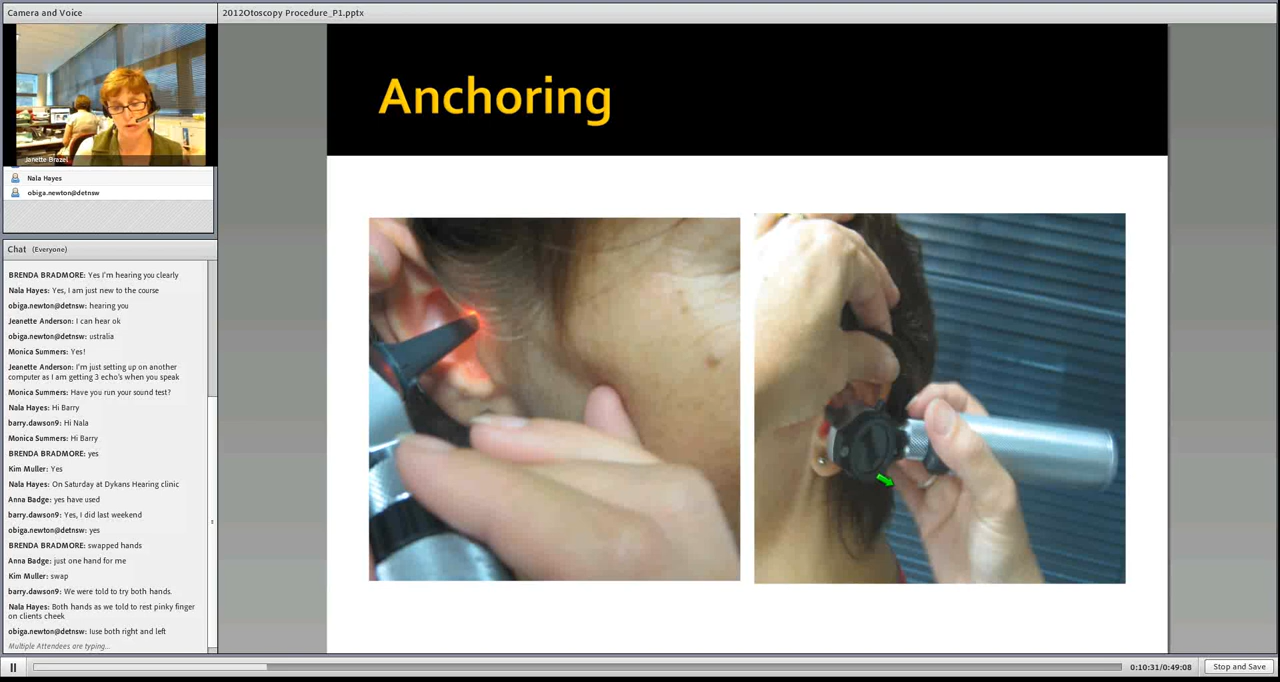 Camera and Voice
2012Otoscopy Procedure_P1.pptx
Janette Brazel
Nala Hayes
obiga.newton@detnsw
Anchoring
Chat (Everyone)
BRENDA BRADMORE: Yes I'm hearing you clearly
Nala Hayes: Yes, I am just new to the course
obiga.newton@detnsw: hearing you
Jeanette Anderson: I can hear ok
obiga.newton@detnsw: ustralia
Monica Summers: Yes!
Jeanette Anderson: I'm just setting up on another
computer as I am getting 3 echo's when you speak
Monica Summers: Have you run your sound test?
Nala Hayes: Hi Barry
barry.dawson9: Hi Nala
Monica Summers: Hi Barry
BRENDA BRADMORE: yes
Kim Muller: Yes
Nala Hayes: On Saturday at Dykans Hearing clinic
Anna Badge: yes have used
barry.dawson9: Yes, I did last weekend
obiga.newton@detnsw: yes
BRENDA BRADMORE: swapped hands
Anna Badge: just one hand for me
Kim Muller: swap
barry.dawson9: We were told to try both hands.
Nala Hayes: Both hands as we told to rest pinky finger
on clients cheek
obiga.newton@detnsw: Iuse both right and left
Multiple Attendees are typing...
0:10:31/0:49:08
Stop and Save